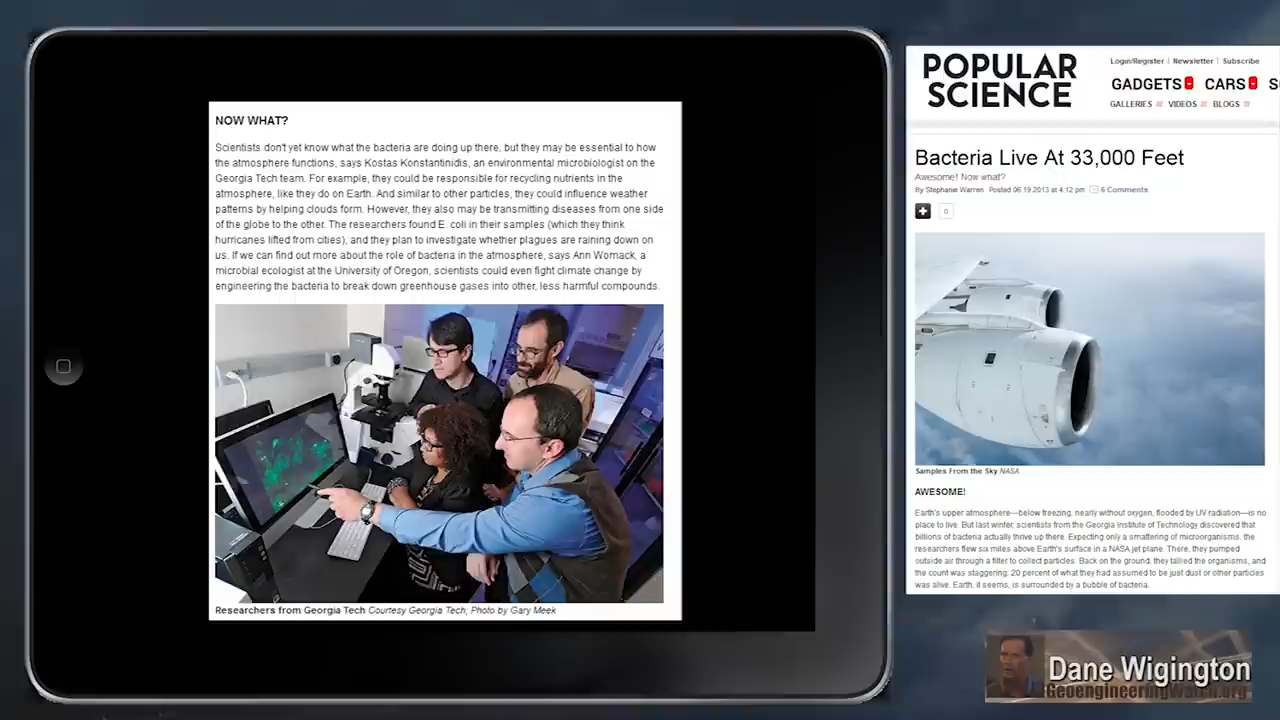 NOW WHAT?
Scientists don't yet know what the bacteria are doing up there, but they may be essential to how
the atmosphere functions, says Kostas Konstantinidis, an environmental microbiologist on the
Georgia Tech team. For example, they could be responsible for recycling nutrients in the
atmosphere, like they do on Earth. And similar to other particles, they could influence weather
patterns by helping clouds form. However, they also may be transmitting diseases from one side
of the globe to the other. The researchers found E. coli in their samples (which they think
hurricanes lifted from cities), and they plan to investigate whether plagues are raining down on
us. If we can find out more about the role of bacteria in the atmosphere, says Ann Womack, a
microbial ecologist at the University of Oregon, scientists could even fight climate change by
engineering the bacteria to break down greenhouse gases into other, less harmful compounds.
Researchers from Georgia Tech Courtesy Georgia Tech, Photo by Gary Meek
POPULAR
SCIENCE
Login/Register | Newsletter | Subscribe
GADGETS CARS S
GALLERIES VIDEOS BLOGS
Bacteria Live At 33,000 Feet
Awesome! Now what?
By Stephanie Warren Posted 06.19.2013 at 4:12 pm 6 Comments
0
Samples From the Sky NASA
AWESOME!
Earth's upper atmosphere—below freezing, nearly without oxygen, flooded by UV radiation—is no
place to live. But last winter, scientists from the Georgia Institute of Technology discovered that
billions of bacteria actually thrive up there. Expecting only a smattering of microorganisms, the
researchers flew six miles above Earth's surface in a NASA jet plane. There, they pumped
outside air through a filter to collect particles. Back on the ground, they tallied the organisms, and
the count was staggering: 20 percent of what they had assumed to be just dust or other particles
was alive. Earth, it seems, is surrounded by a bubble of bacteria.
Dane Wigington
GeoengineeringWatch.org